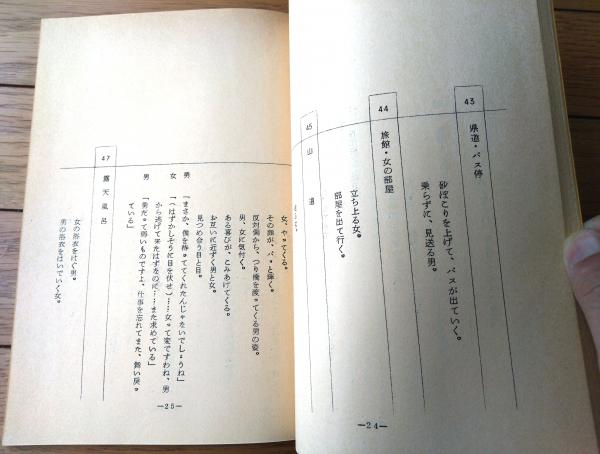 43
県道・バス停
砂ぼこりを上げて、バスが出ていく。
乗らずに、見送る男。
44
旅館・女の部屋
立ち上る女。
部屋を出て行く。
45
山 道
—24—
女、やってくる。
その顔が、パッと輝く。
反対側から、つり橋を渡ってくる男の姿。
男、女に気付く。
ある喜びが、こみあげてくる。
お互いに近ずく男と女。
見つめ合う目と目。
男「まさか、僕を待っててくれたんじゃないでしょうね」
女「(はずかしそうに目を伏せ)……女って変ですわね、男
から逃げて来たはずなのに……また求めている」
男「男だって弱いものですよ、仕事を忘れてまた、舞い戻っ
ている」
47
露天風呂
女の浴衣をはぐ男。
男の浴衣をはいでいく女。
—25—